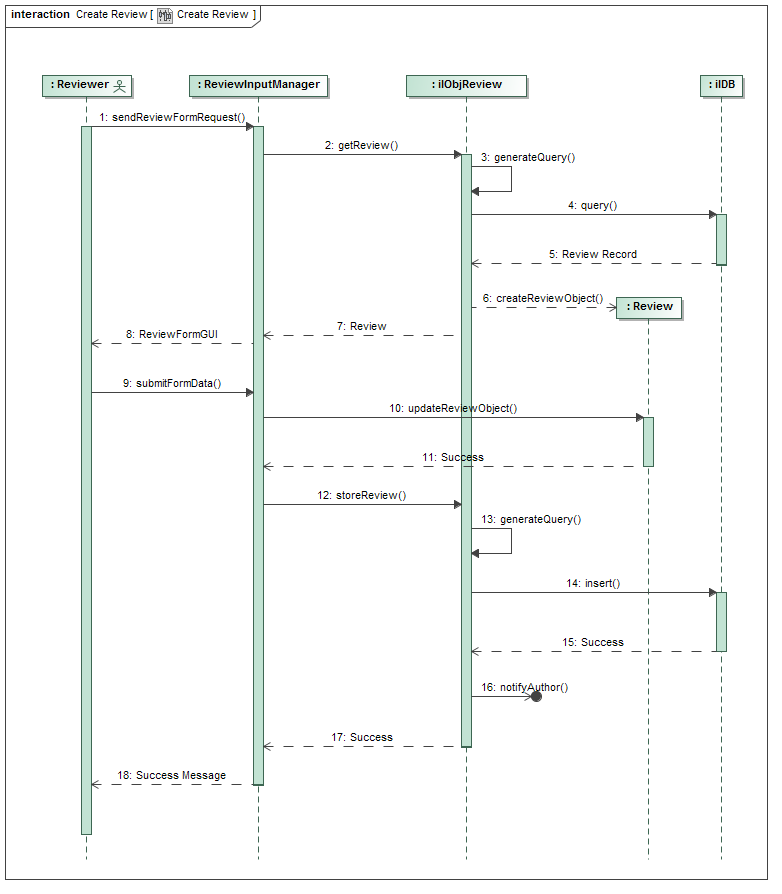 interaction Create Review [ Create Review ]
: Reviewer
: ReviewInputManager
: ilObjReview
: ilDB
1: sendReviewFormRequest()
2: getReview()
3: generateQuery()
4: query()
5: Review Record
6: createReviewObject()
: Review
7: Review
8: ReviewFormGUI
9: submitFormData()
10: updateReviewObject()
11: Success
12: storeReview()
13: generateQuery()
14: insert()
15: Success
16: notifyAuthor()
17: Success
18: Success Message